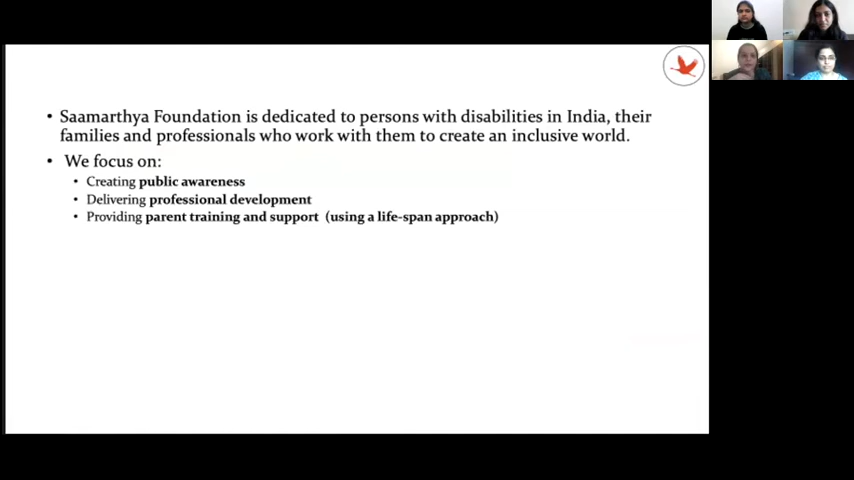 • Saamarthya Foundation is dedicated to persons with disabilities in India, their
families and professionals who work with them to create an inclusive world.
• We focus on:
• Creating public awareness
• Delivering professional development
• Providing parent training and support (using a life-span approach)